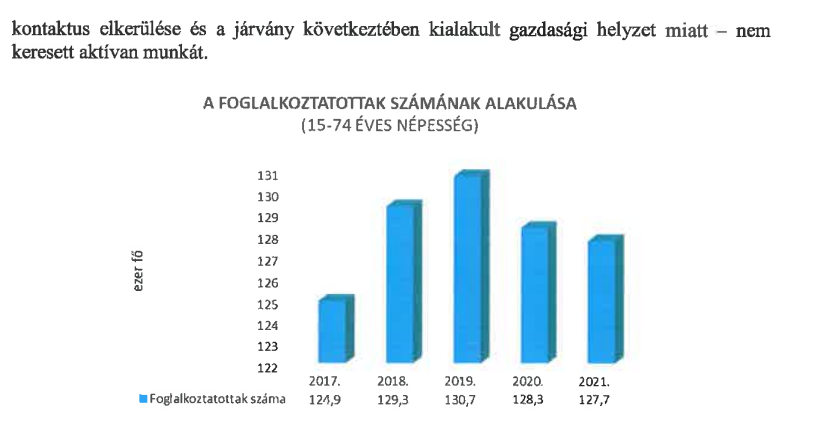 kontaktus elkerülése és a járvány következtében kialakult gazdasági helyzet miatt – nem
keresett aktívan munkát.
A FOGLALKOZTATOTTAK SZÁMÁNAK ALAKULÁSA
(15-74 ÉVES NÉPESSÉG)
131
130
129
128
127
126
125
124
123
122
ezer fő
2017. 2018. 2019. 2020. 2021.
Foglalkoztatottak száma 124,9 129,3 130,7 128,3 127,7